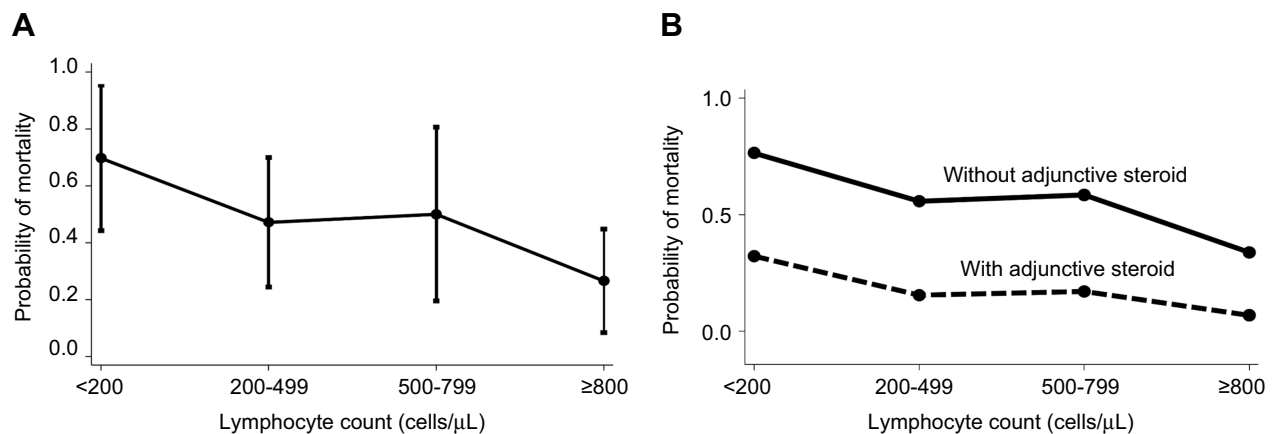 A
Probability of mortality
1.0
0.8
0.6
0.4
0.2
0.0
<200
200-499
500-799
≥800
Lymphocyte count (cells/μL)
B
Probability of mortality
1.0
0.5
0.0
Without adjunctive steroid
With adjunctive steroid
<200
200-499
500-799
≥800
Lymphocyte count (cells/μL)